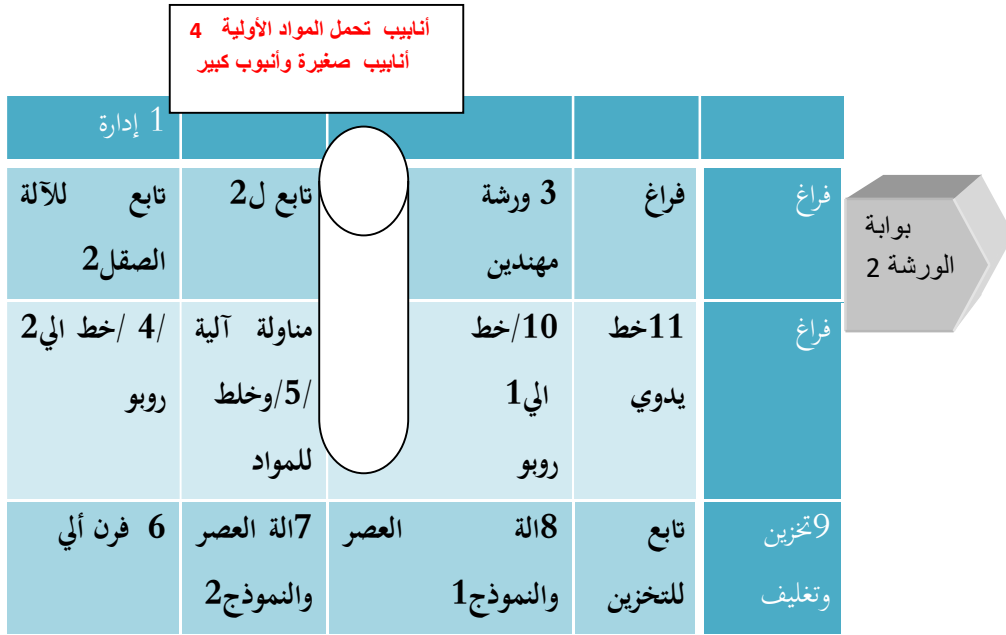 أنابيب تحمل المواد الأولية 4
أنابيب صغيرة وأنبوب كبير
1 إدارة
فراغ
فراغ
3 ورشة
مهندين
تابع ل2
تابع للآلة
الصقل2
بوابة
الورشة 2
فراغ
11خط
يدوي
10/خط
الي1
روبو
مناولة آلية
/5/وخلط
للمواد
/4 /خط الي2
روبو
9تخزين
وتغليف
تابع
للتخزين
8الة العصر
والنموذج1
7الة العصر
والنموذج2
6 فرن ألي